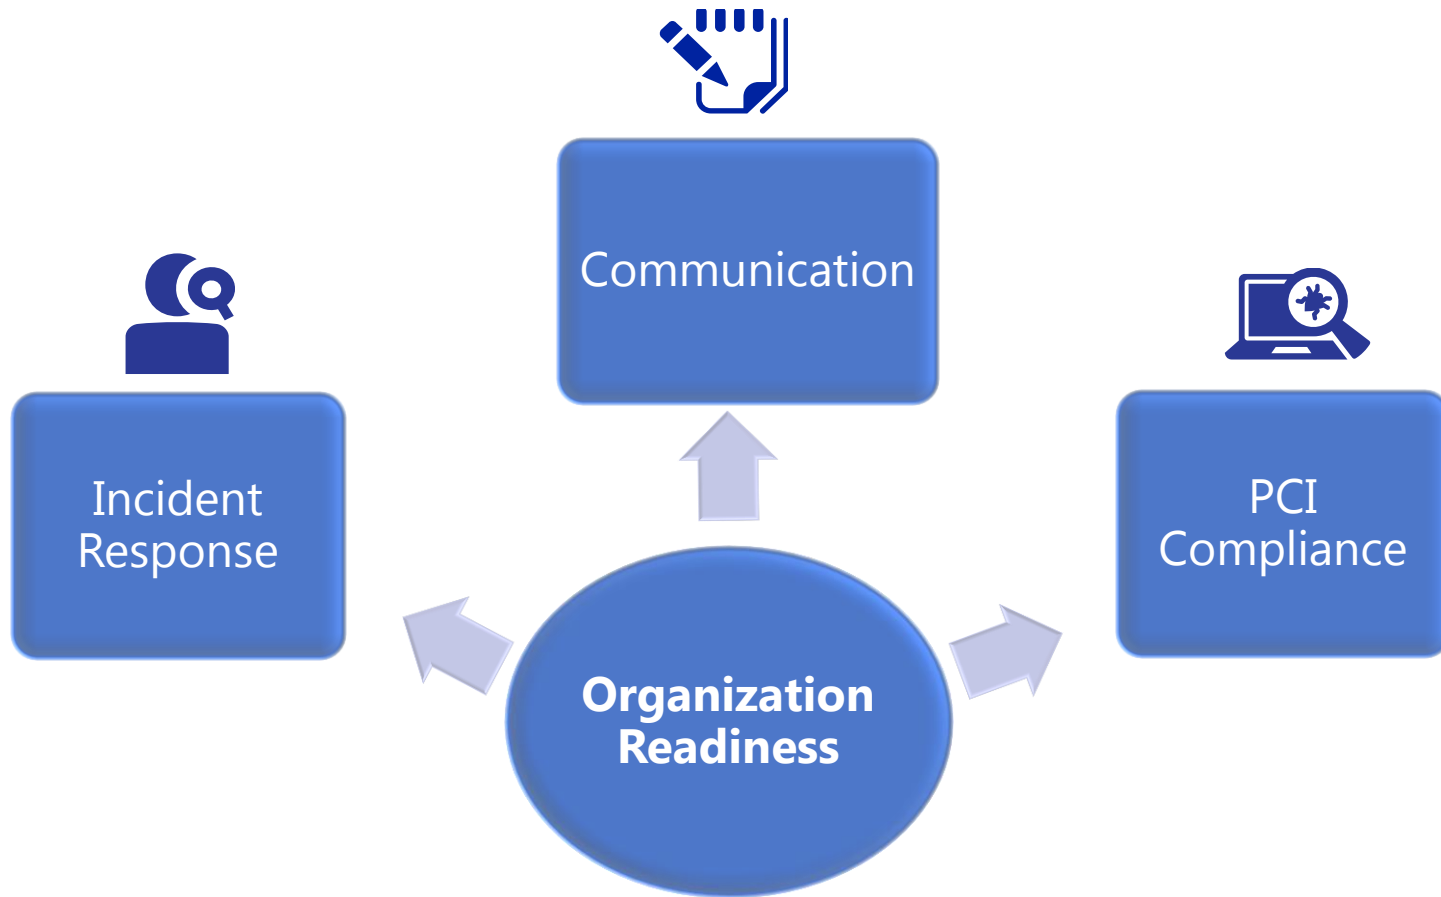 Communication
Incident
Response
PCI
Compliance
Organization
Readiness